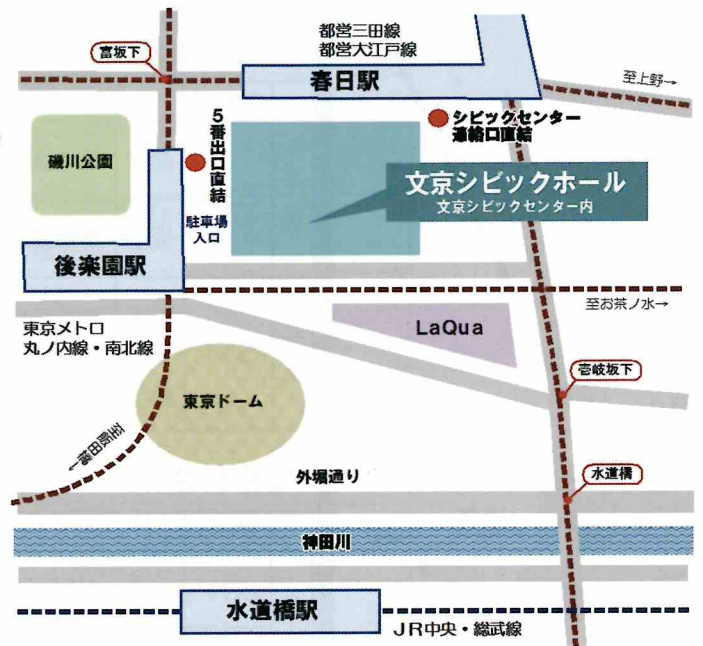 都営三田線
都営大江戸線
富坂下
春日駅
至上野→
シビックセンター
連絡口直結
5番出口直結
礒川公園
文京シビックホール
文京シビックセンター内
駐車場
入口
後楽園駅
至お茶ノ水→
東京メトロ
丸ノ内線・南北線
LaQua
壱岐坂下
東京ドーム
至飯田橋→
外堀通り
水道橋
神田川
水道橋駅
JR中央・総武線